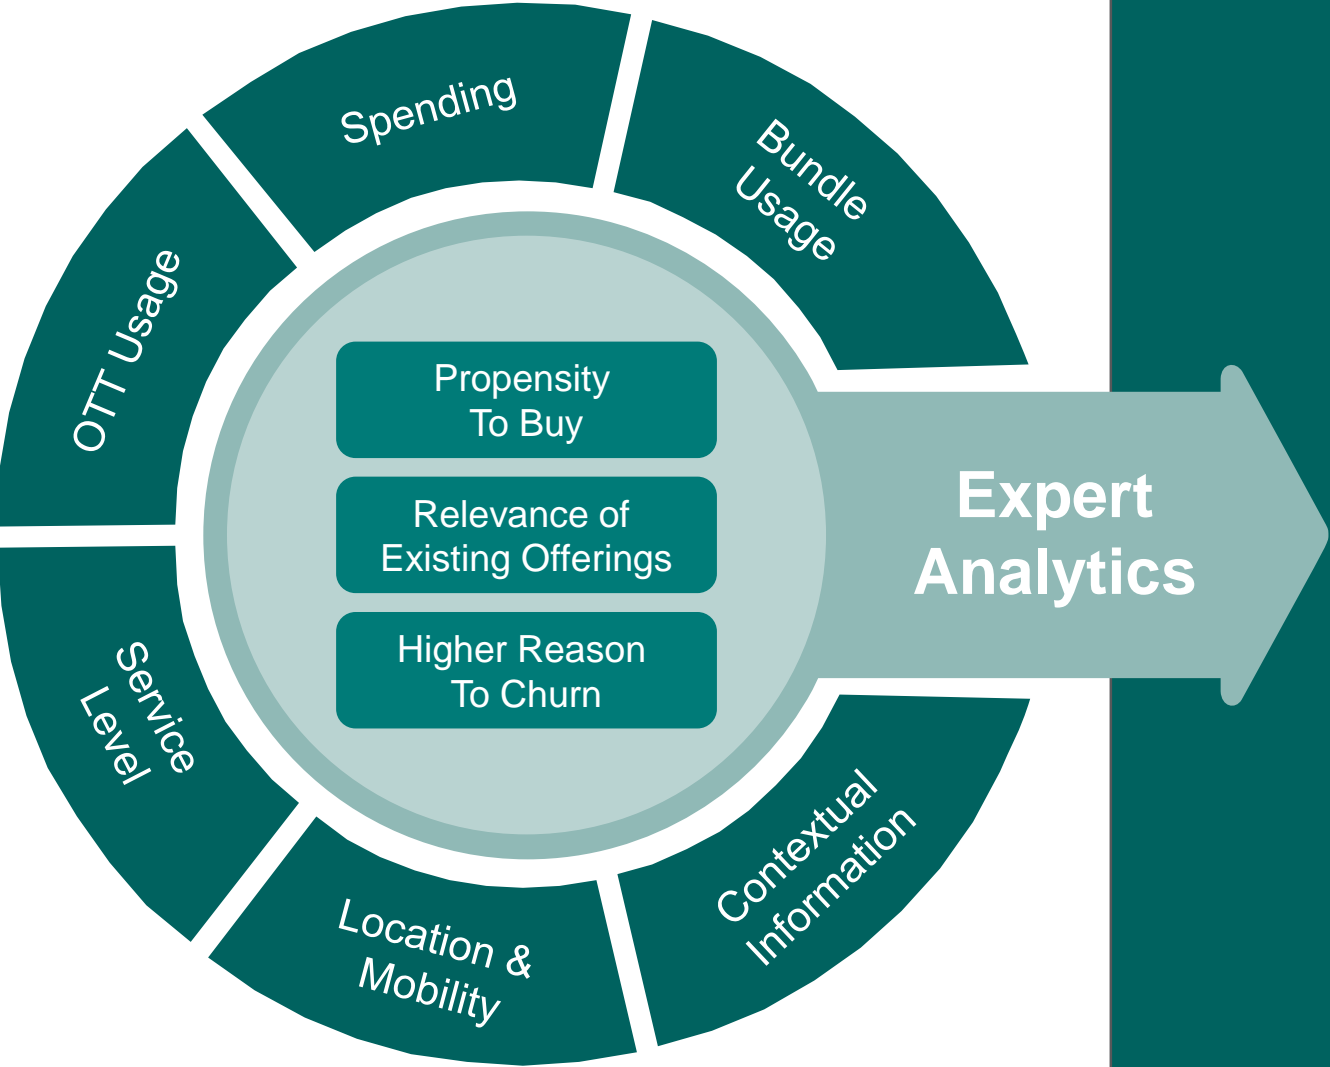 Spending
Bundle
Usage
OTT Usage
Propensity
To Buy
Relevance of
Existing Offerings
Higher Reason
To Churn
Expert
Analytics
Service
Level
Location &
Mobility
Contextual
Information